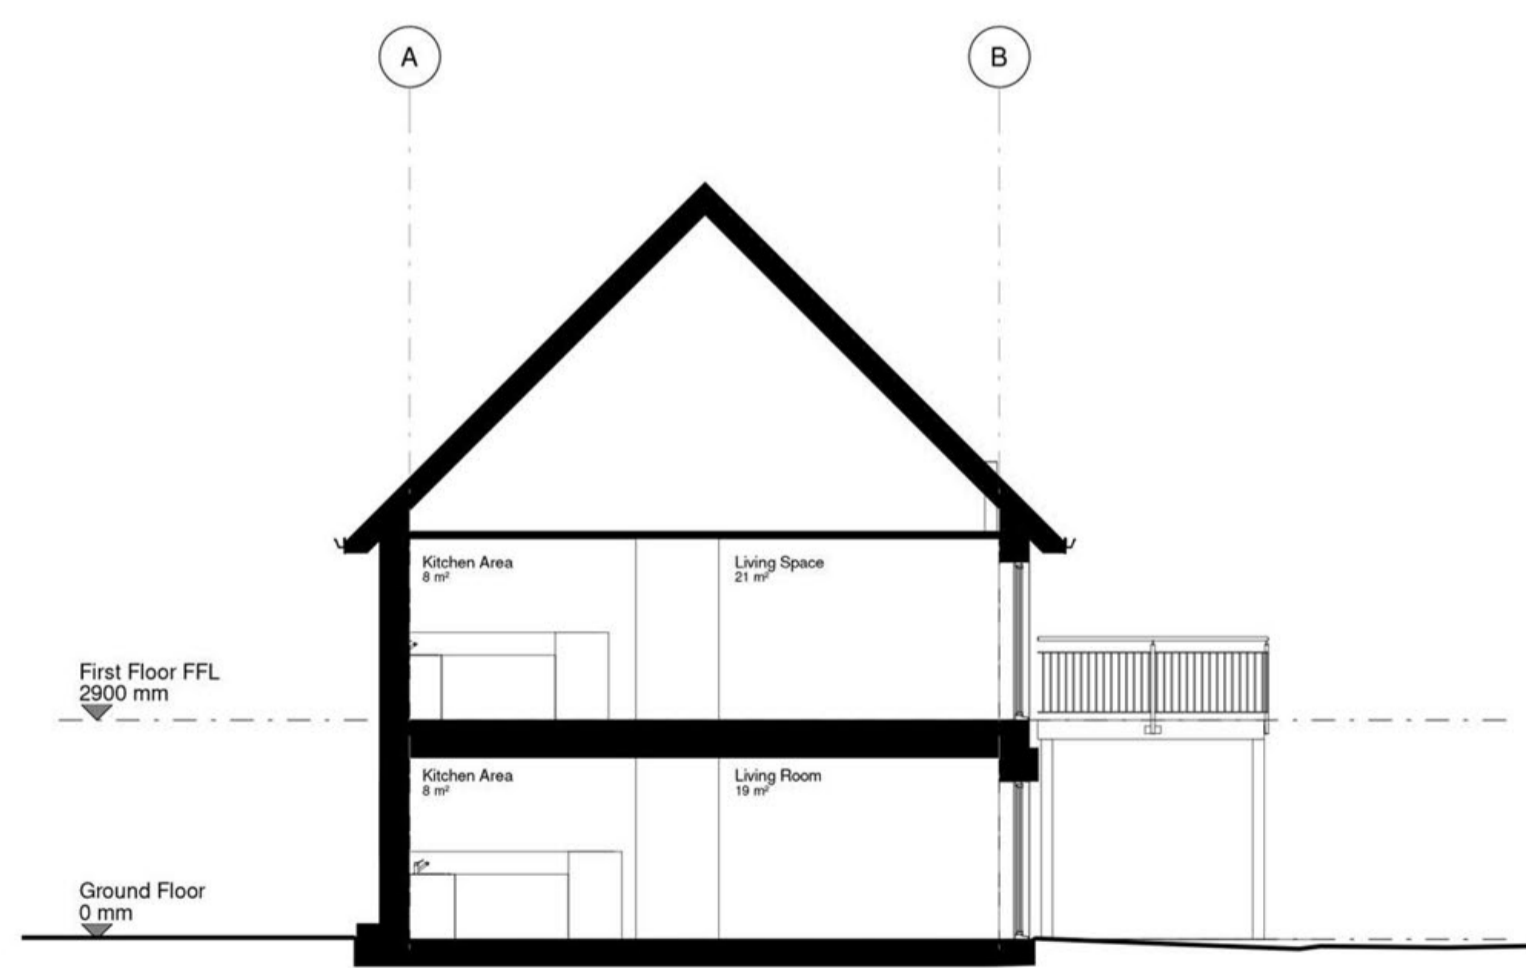 A
B
Kitchen Area
8 m²
Living Space
21 m²
First Floor FFL
2900 mm
Kitchen Area
8 m²
Living Room
19 m²
Ground Floor
0 mm